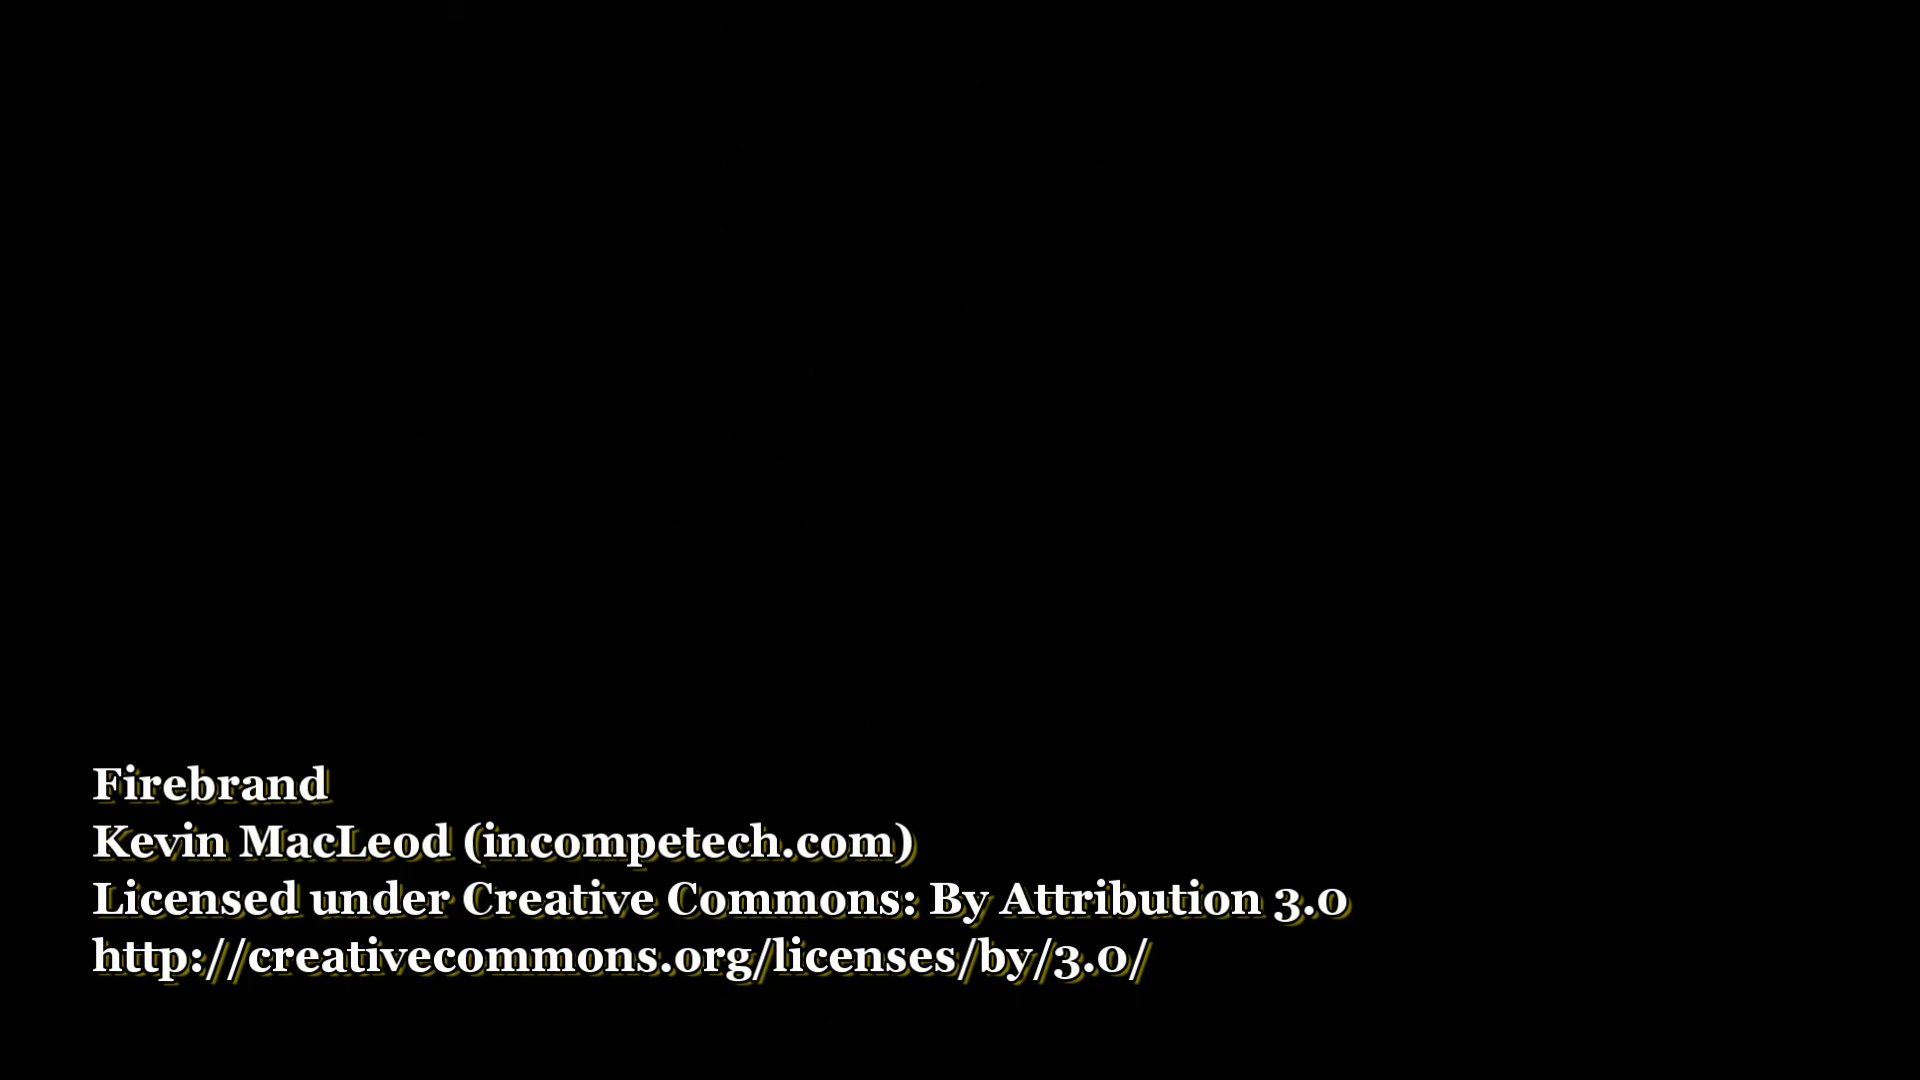 Firebrand
Kevin MacLeod (incompetech.com)
Licensed under Creative Commons: By Attribution 3.0
http://creativecommons.org/licenses/by/3.0/